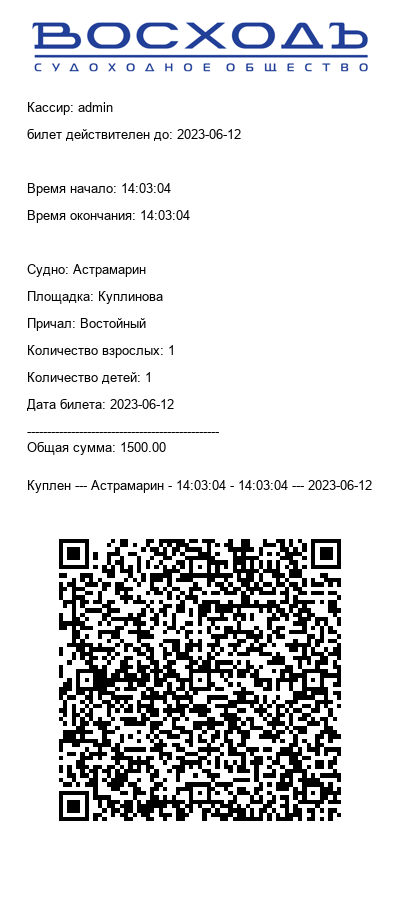 ВОСХОДЪ
СУДОХОДНОЕ ОБЩЕСТВО
Кассир: admin
билет действителен до: 2023-06-12
Время начало: 14:03:04
Время окончания: 14:03:04
Судно: Астрамарин
Площадка: Куплинова
Причал: Востойный
Количество взрослых: 1
Количество детей: 1
Дата билета: 2023-06-12
------------------------------------------------
Общая сумма: 1500.00
Куплен --- Астрамарин - 14:03:04 - 14:03:04 --- 2023-06-12